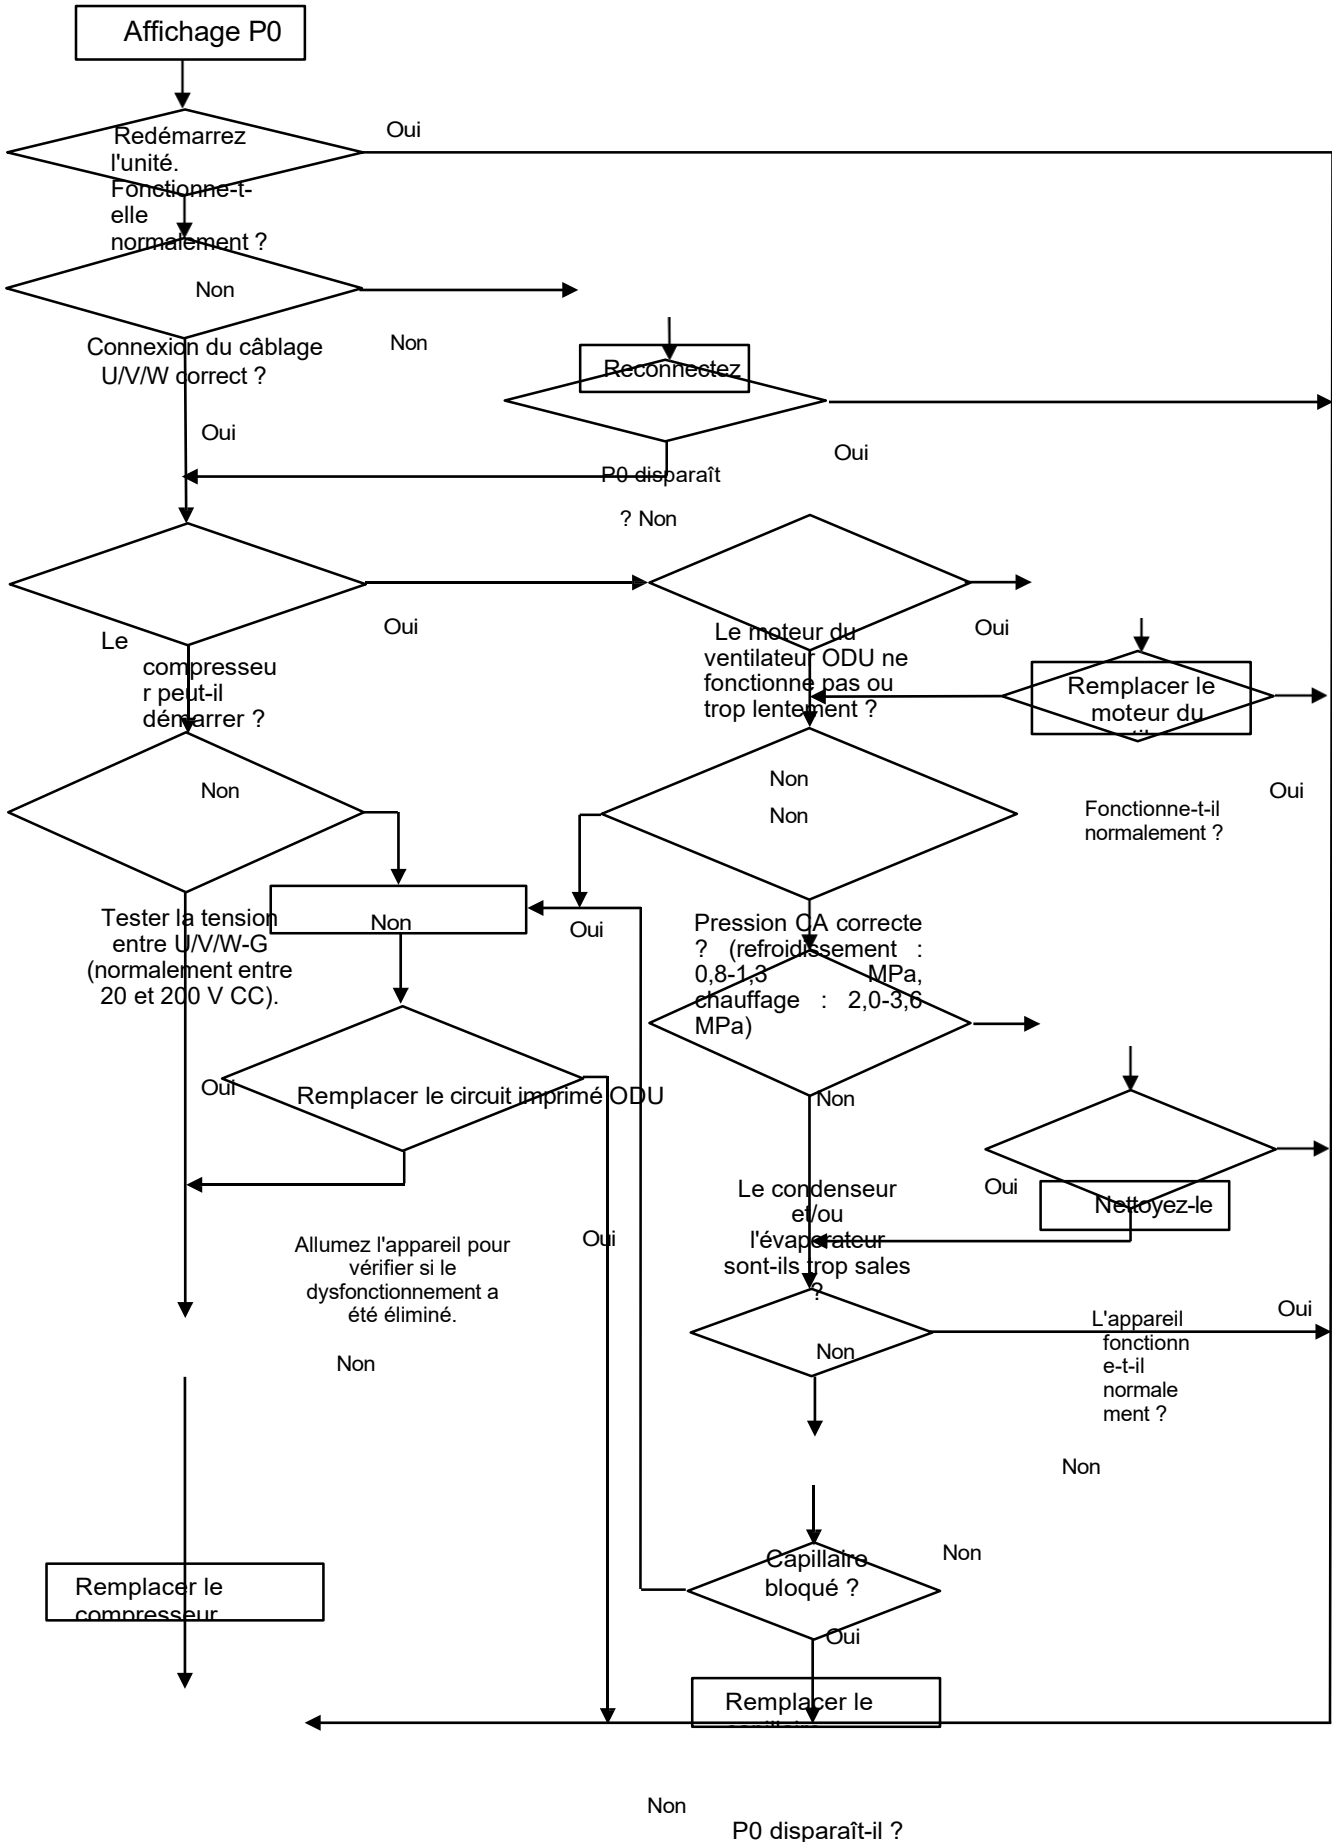 Affichage P0
Oui
Redémarrez
l'unité.
Fonctionne-t-
elle
normalement ?
Non
Connexion du câblage
U/V/W correct ?
Non
Reconnectez
Oui
Oui
P0 disparaît
? Non
Le
compresseu
r peut-il
démarrer ?
Oui
Le moteur du
ventilateur ODU ne
fonctionne pas ou
trop lentement ?
Oui
Remplacer le
moteur du
Non
Non
Non
Oui
Fonctionne-t-il
normalement ?
Tester la tension
entre U/V/W-G
(normalement entre
20 et 200 V CC).
Non
Oui
Pression CA correcte
? (refroidissement :
0,8-1,3 MPa,
chauffage : 2,0-3,6
MPa)
Oui
Remplacer le circuit imprimé ODU
Non
Le condenseur
et/ou
l'évaporateur
sont-ils trop sales
?
Oui
Nettoyez-le
Allumez l'appareil pour
vérifier si le
dysfonctionnement a
été éliminé.
Oui
Non
Non
L'appareil
fonctionn
e-t-il
normale
ment ?
Oui
Non
Capillaire
bloqué ?
Non
Oui
Remplacer le
compresseur
Remplacer le
Non
P0 disparaît-il ?